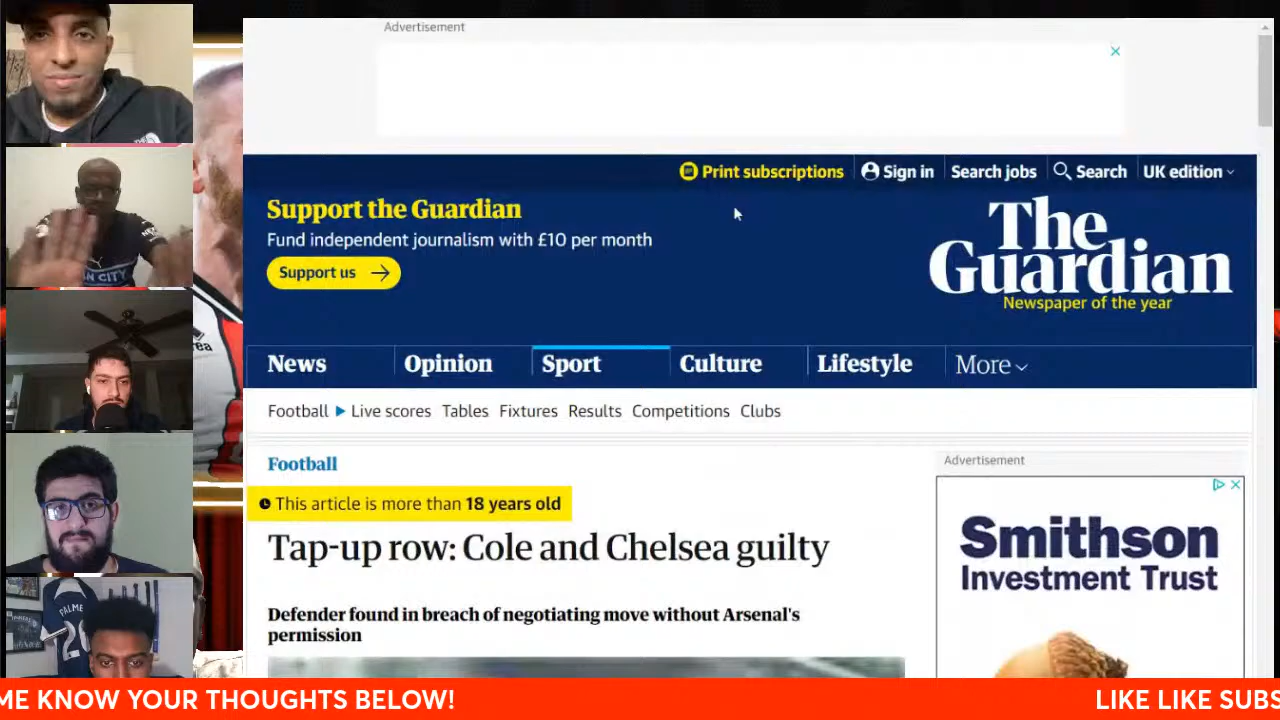 Advertisement
Print subscriptions
Sign in
Search jobs
Search
UK edition
Support the Guardian
Fund independent journalism with £10 per month
Support us
The
Guardian
Newspaper of the year
News
Opinion
Sport
Culture
Lifestyle
More
Football
Live scores
Tables
Fixtures
Results
Competitions
Clubs
Football
This article is more than 18 years old
Tap-up row: Cole and Chelsea guilty
Defender found in breach of negotiating move without Arsenal's
permission
Advertisement
Smithson
Investment Trust
PALME
20
AN CITY
ME KNOW YOUR THOUGHTS BELOW!
LIKE LIKE SUBS